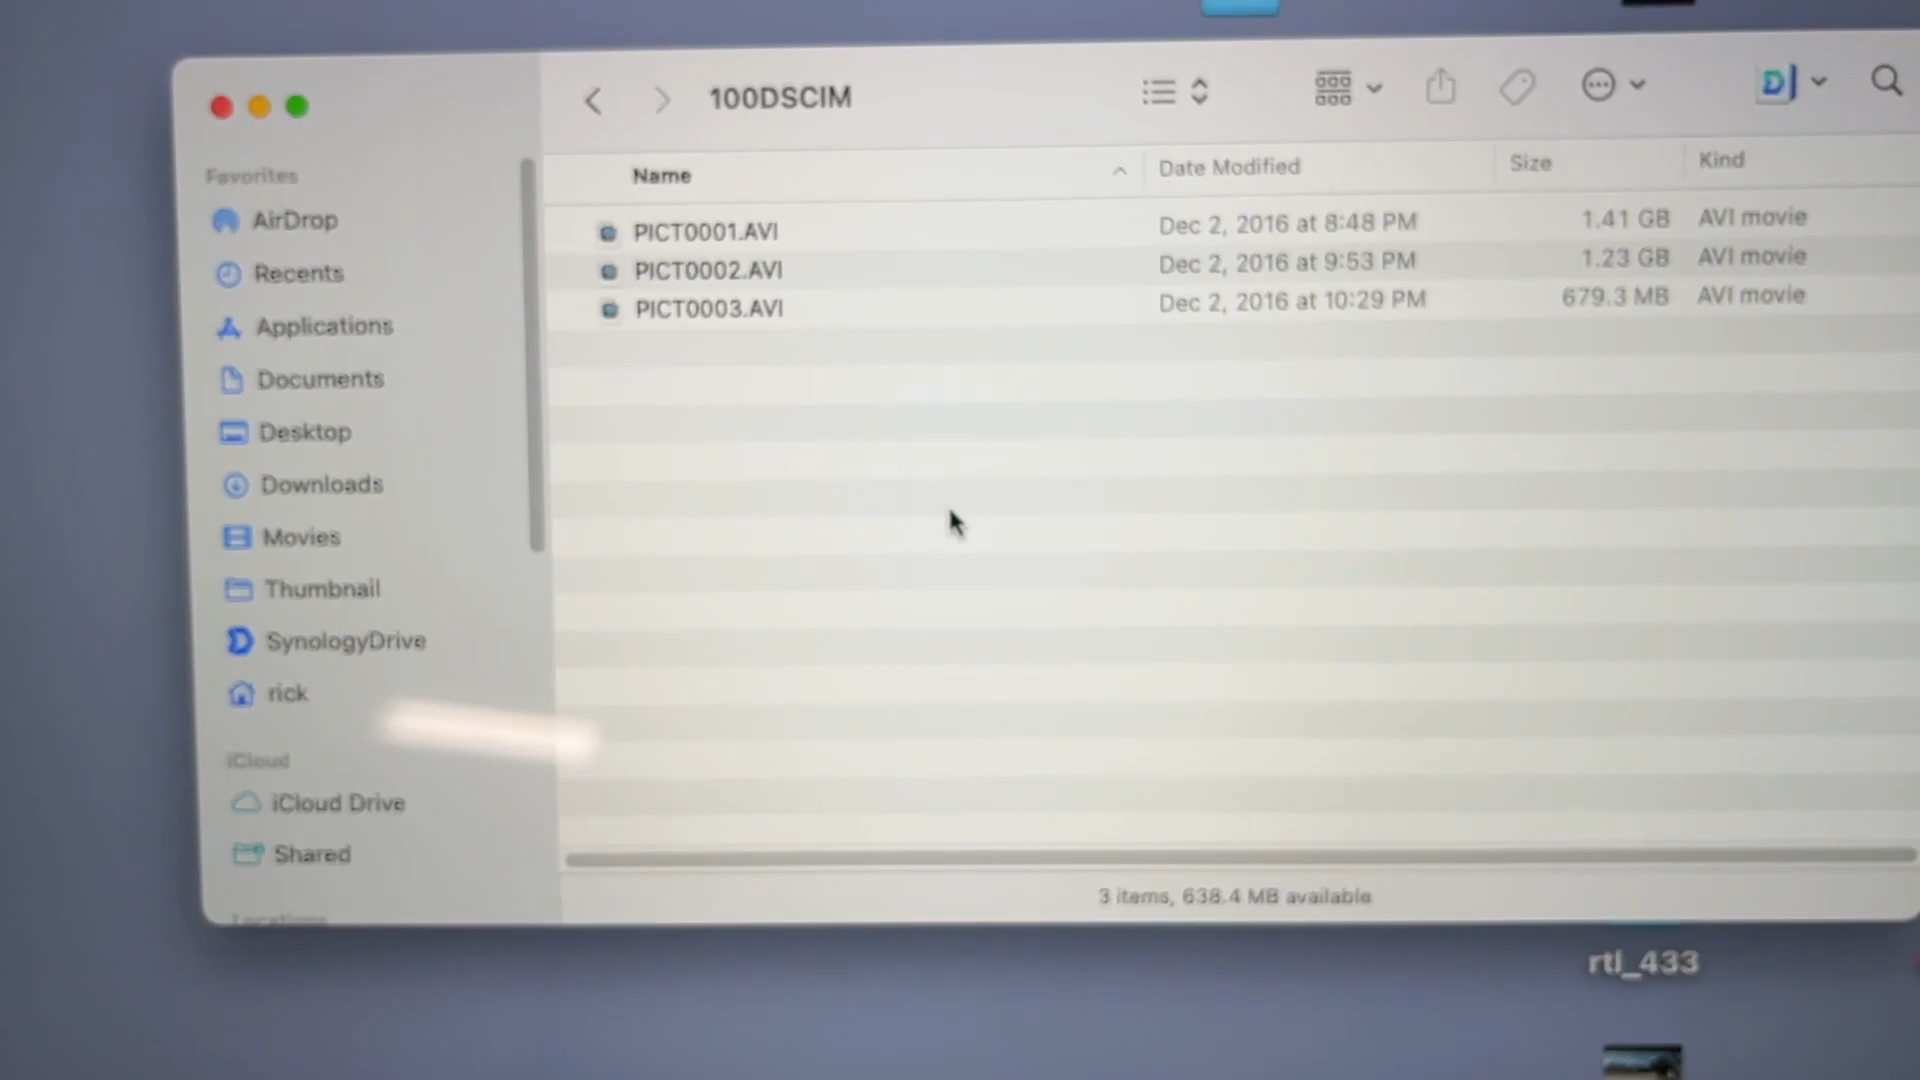 100DSCIM
Favorites
AirDrop
Recents
Applications
Documents
Desktop
Downloads
Movies
Thumbnail
SynologyDrive
rick
iCloud
iCloud Drive
Shared
Locations
Name Date Modified Size Kind
PICT0001.AVI Dec 2, 2016 at 8:48 PM 1.41 GB AVI movie
PICT0002.AVI Dec 2, 2016 at 9:53 PM 1.23 GB AVI movie
PICT0003.AVI Dec 2, 2016 at 10:29 PM 679.3 MB AVI movie
3 items, 638.4 MB available
rtl_433